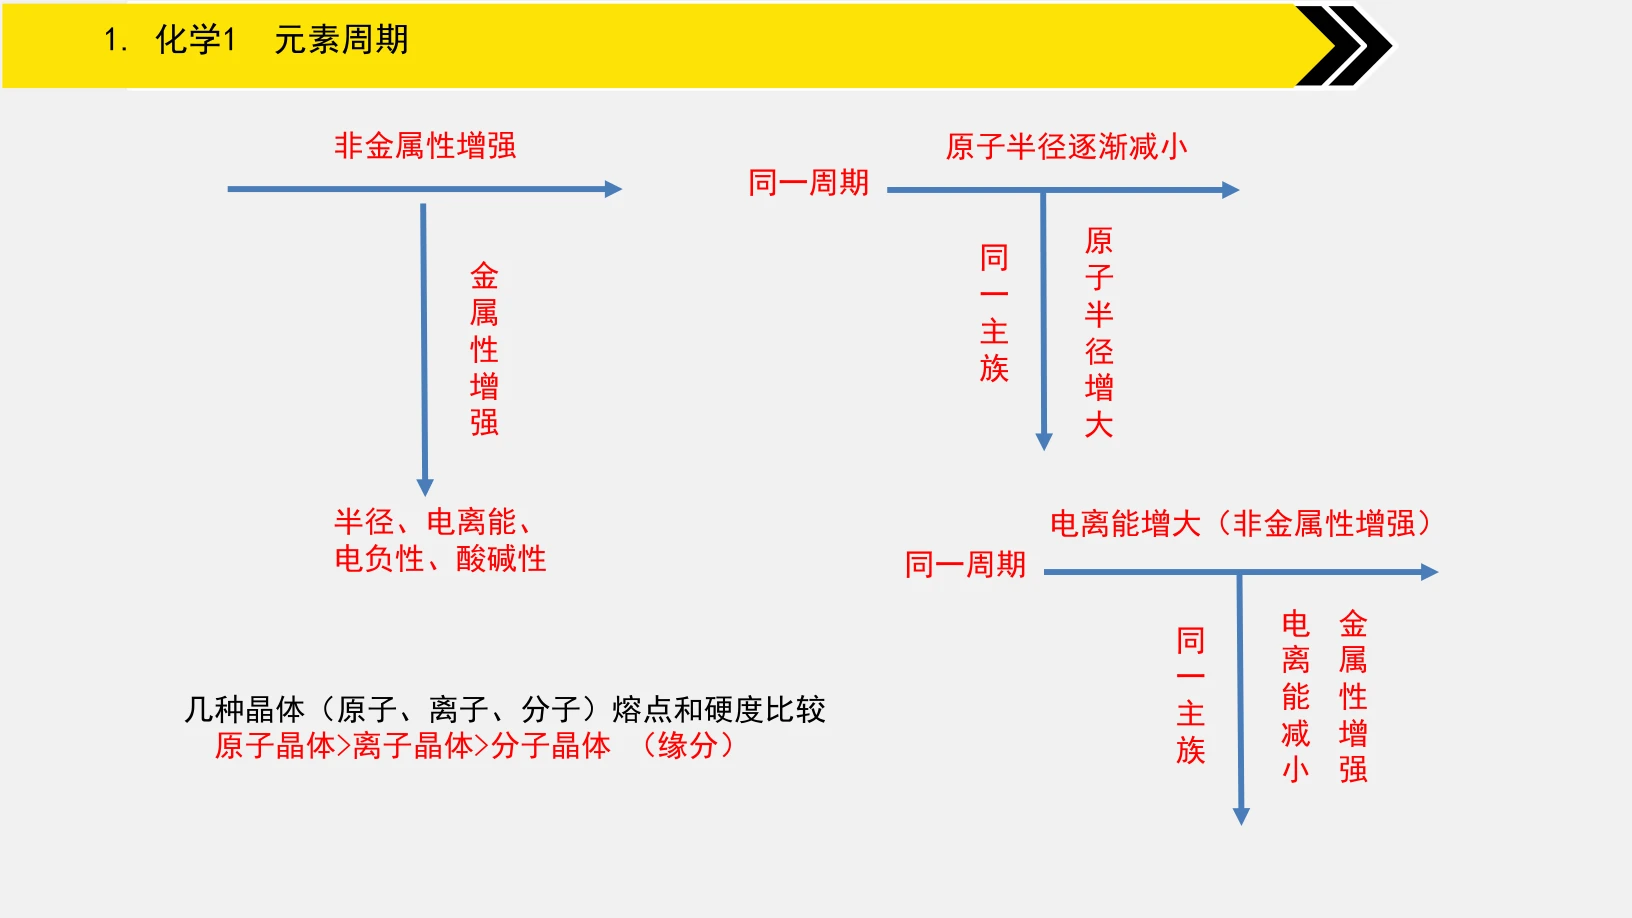 1. 化学1  元素周期
非金属性增强
金属性增强
半径、电离能、
电负性、酸碱性
原子半径逐渐减小
同一周期
同一主族
原子半径增大
电离能增大（非金属性增强）
同一周期
同一主族
电离能减小
金属性增强
几种晶体（原子、离子、分子）熔点和硬度比较
原子晶体>离子晶体>分子晶体 （缘分）